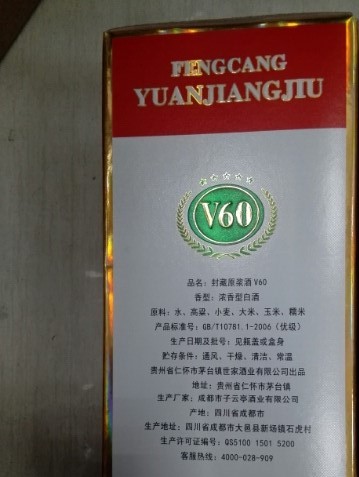 FENGCANG
YUANJIANGJIU
V60
品名：封藏原浆酒V60
香型：浓香型白酒
原料：水、高粱、小麦、大米、玉米、糯米
产品标准号：GB/T10781.1-2006（优级）
生产日期及批号：见瓶盖或盒身
贮存条件：通风、干燥、清洁、常温
贵州省仁怀市茅台镇世家酒业有限公司出品
地址：贵州省仁怀市茅台镇
生产厂家：成都市子云亭酒业有限公司
产地：四川省成都市
生产地址：四川省成都市大邑县新场镇石虎村
生产许可证编号：QS5100 1501 5200
客服热线：4000-028-909